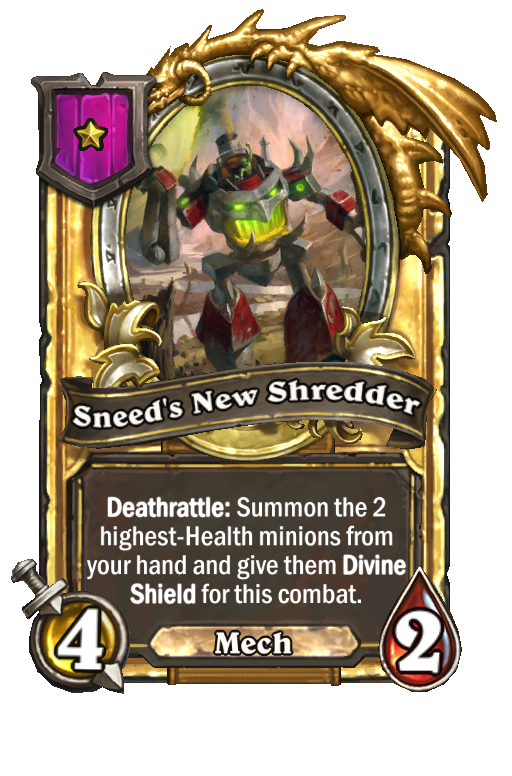 Sneed's New Shredder
Deathrattle: Summon the 2
highest-Health minions from
your hand and give them Divine
Shield for this combat.
4
Mech
2